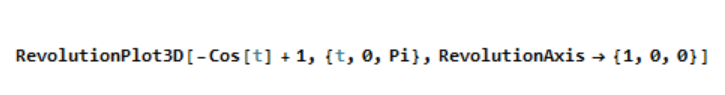 RevolutionPlot3D[-Cos[t] + 1, {t, 0, Pi}, RevolutionAxis → {1, 0, 0}]